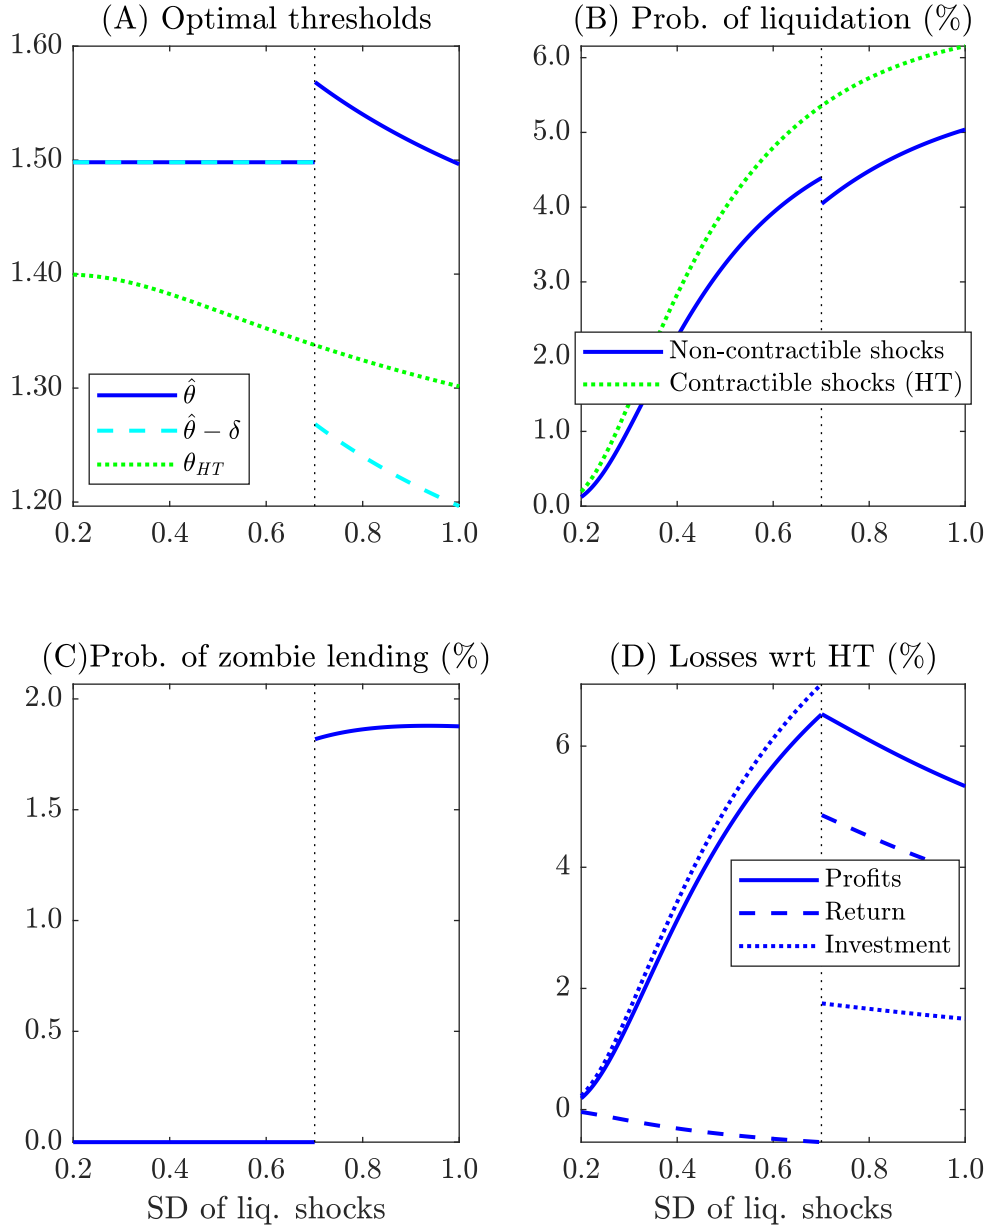 (A) Optimal thresholds
1.60
1.50
1.40
1.30
1.20
0.2 0.4 0.6 0.8 1.0
θ̂
θ̂ − δ
θ_HT
(B) Prob. of liquidation (%)
6.0
5.0
4.0
3.0
2.0
1.0
0.0
0.2 0.4 0.6 0.8 1.0
Non-contractible shocks
Contractible shocks (HT)
(C)Prob. of zombie lending (%)
2.0
1.5
1.0
0.5
0.0
0.2 0.4 0.6 0.8 1.0
SD of liq. shocks
(D) Losses wrt HT (%)
6
4
2
0
0.2 0.4 0.6 0.8 1.0
SD of liq. shocks
Profits
Return
Investment